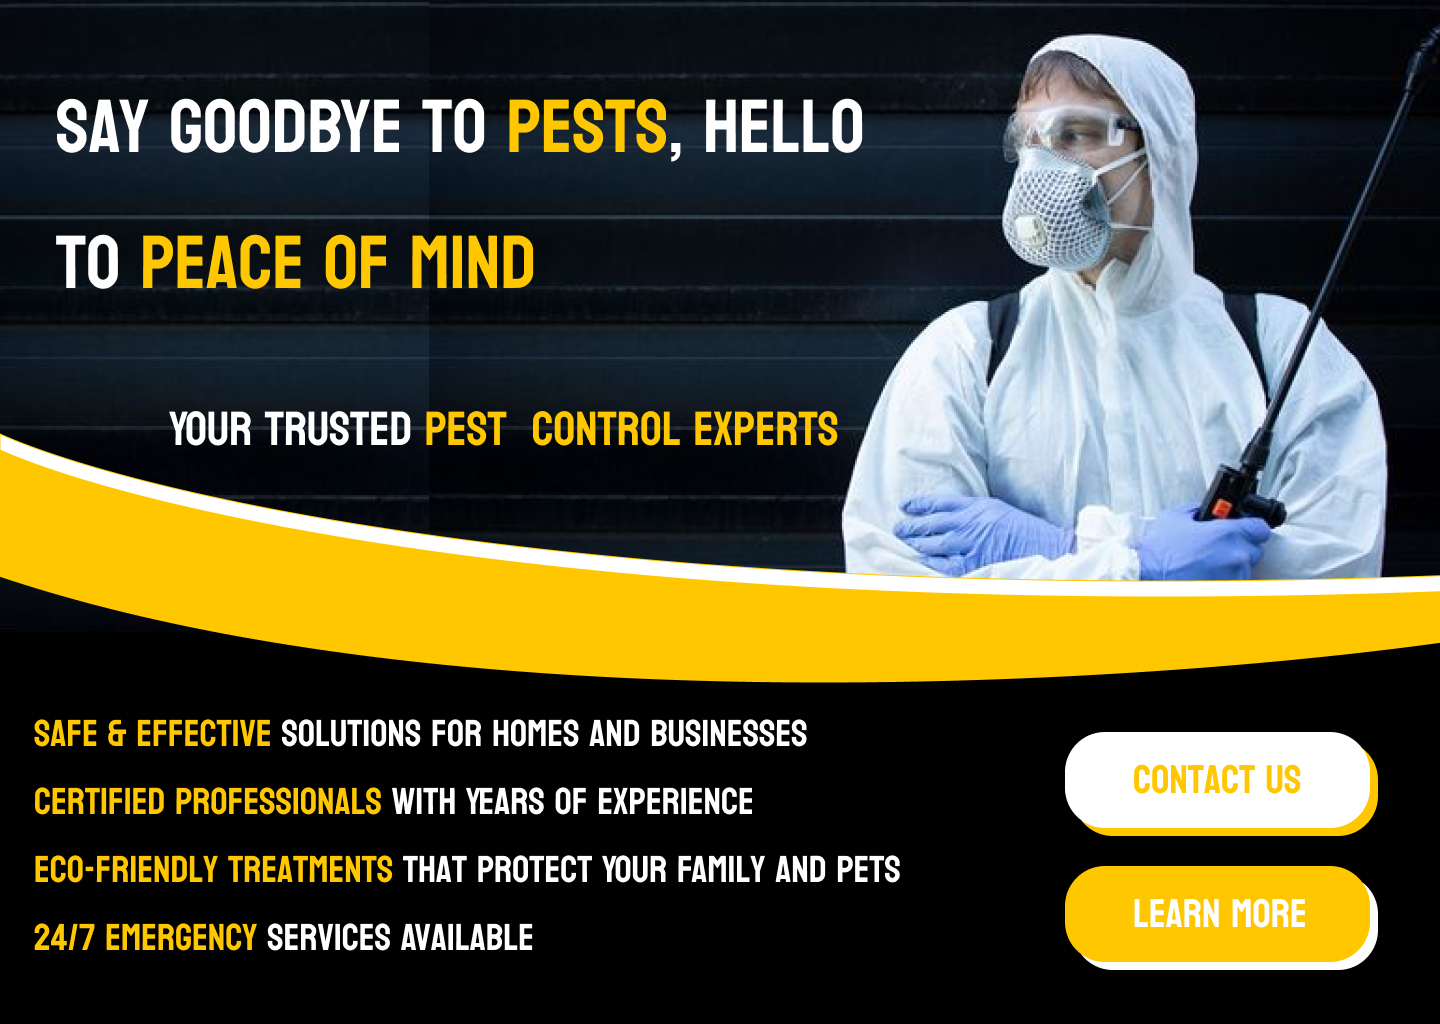 SAY GOODBYE TO PESTS, HELLO
TO PEACE OF MIND
YOUR TRUSTED PEST CONTROL EXPERTS
SAFE & EFFECTIVE SOLUTIONS FOR HOMES AND BUSINESSES
CERTIFIED PROFESSIONALS WITH YEARS OF EXPERIENCE
ECO-FRIENDLY TREATMENTS THAT PROTECT YOUR FAMILY AND PETS
24/7 EMERGENCY SERVICES AVAILABLE
CONTACT US
LEARN MORE